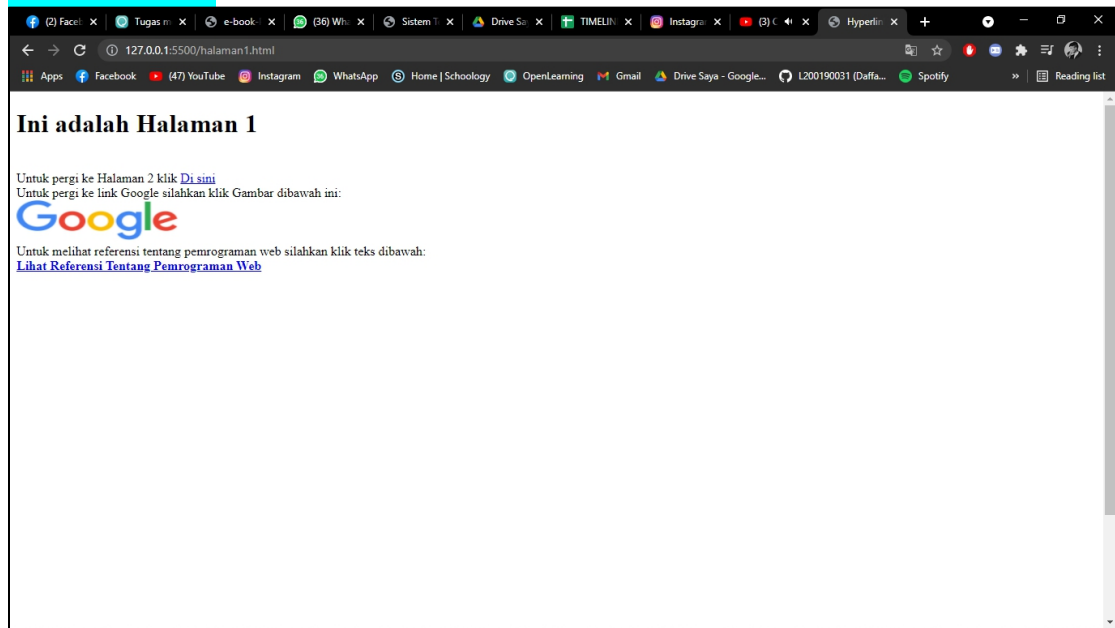 (2) Faceb
Tugas m
e-book-
(36) Wha
Sistem T
Drive Sa
TIMELIN
Instagra
(3) C
Hyperlin
127.0.0.1:5500/halaman1.html
Apps
Facebook
(47) YouTube
Instagram
WhatsApp
Home | Schoology
OpenLearning
Gmail
Drive Saya - Google...
L200190031 (Daffa...
Spotify
»
Reading list
Ini adalah Halaman 1
Untuk pergi ke Halaman 2 klik Di sini
Untuk pergi ke link Google silahkan klik Gambar dibawah ini:
Google
Untuk melihat referensi tentang pemrograman web silahkan klik teks dibawah:
Lihat Referensi Tentang Pemrograman Web